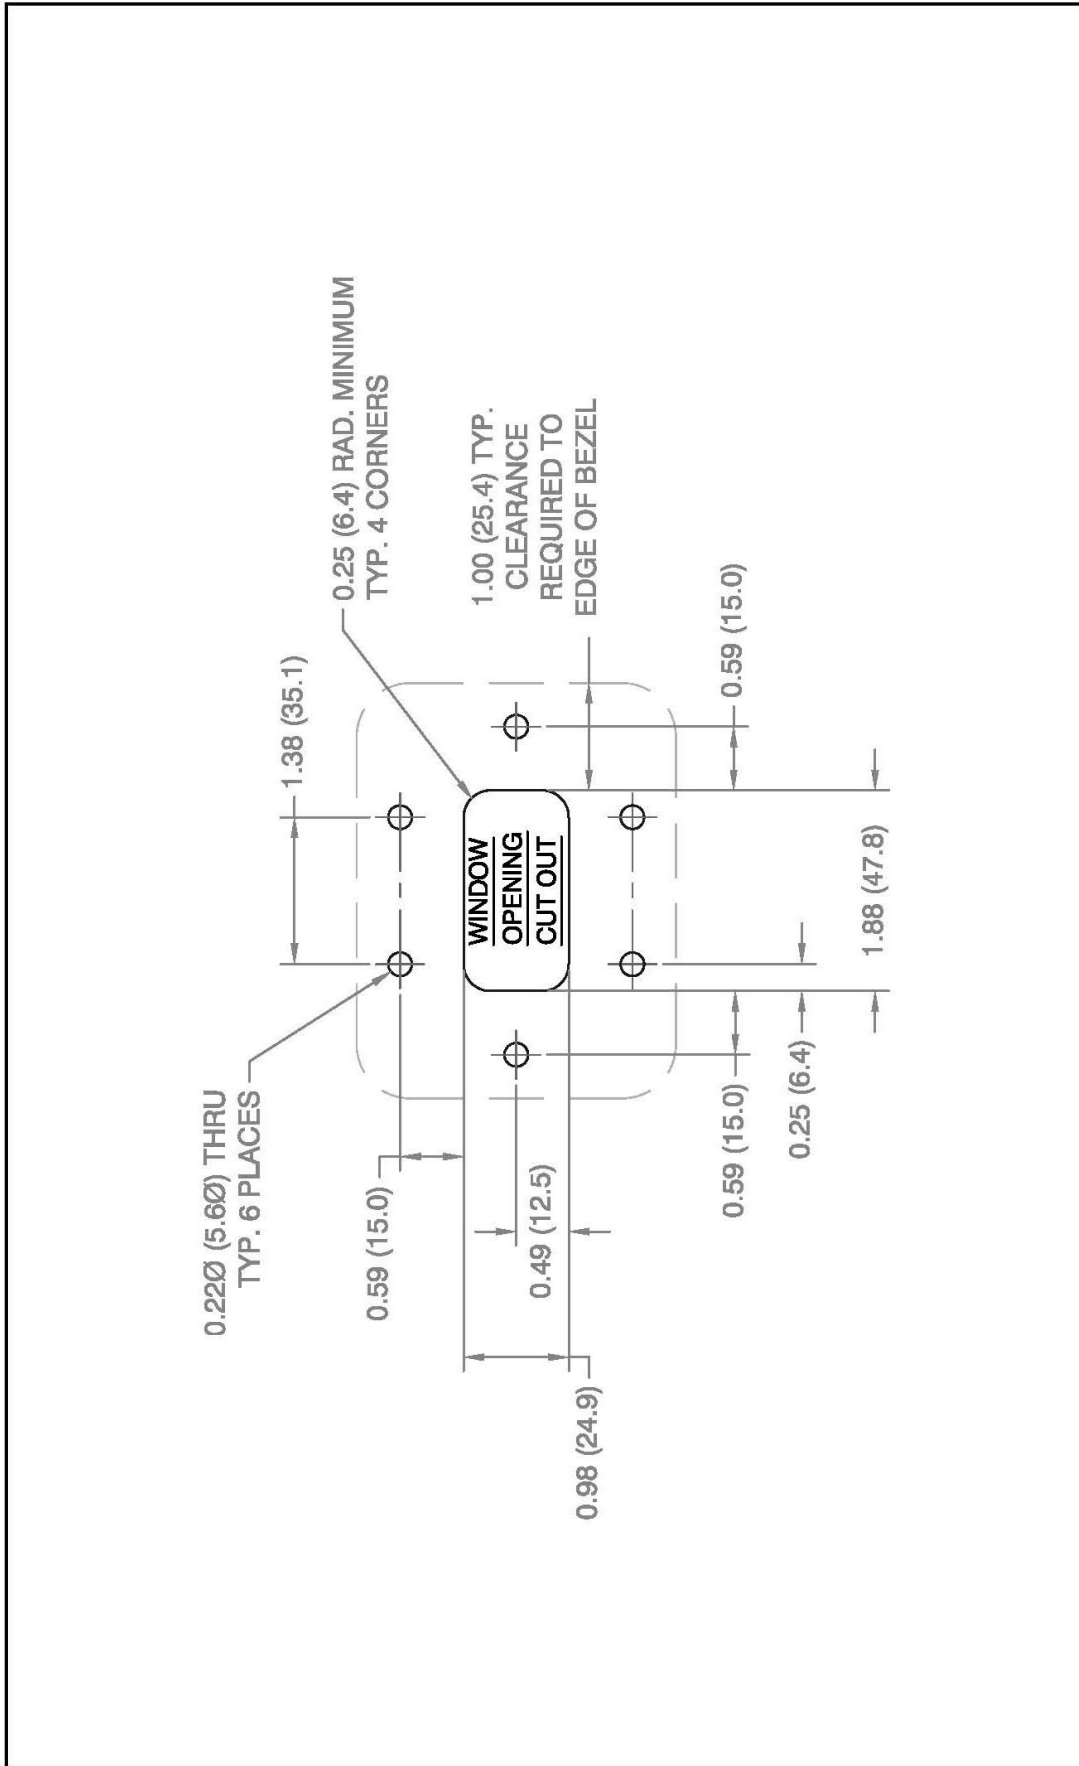 0.22Ø (5.6Ø) THRU
TYP. 6 PLACES
1.38 (35.1)
0.25 (6.4) RAD. MINIMUM
TYP. 4 CORNERS
0.59 (15.0)
WINDOW
OPENING
CUT OUT
1.00 (25.4) TYP.
CLEARANCE
REQUIRED TO
EDGE OF BEZEL
0.49 (12.5)
0.98 (24.9)
0.59 (15.0)
0.59 (15.0)
0.25 (6.4)
1.88 (47.8)